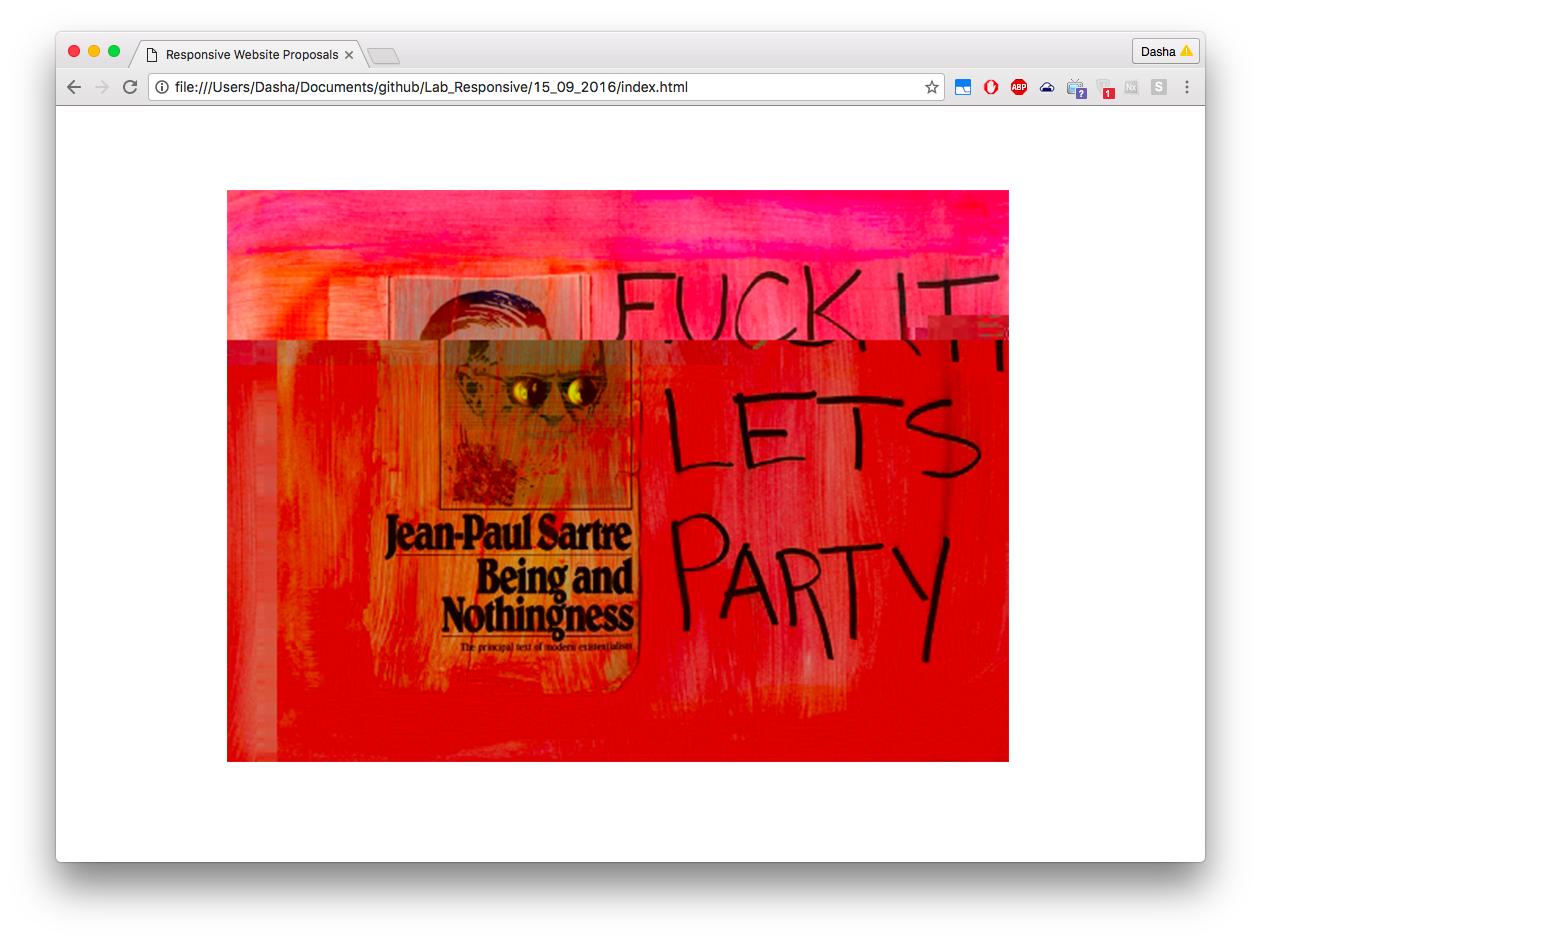 Responsive Website Proposals
Dasha
file:///Users/Dasha/Documents/github/Lab_Responsive/15_09_2016/index.html
ABP
?
1
Nx
S
FUCK IT
LETS
PARTY
Jean-Paul Sartre
Being and
Nothingness
The principal text of modern existentialism